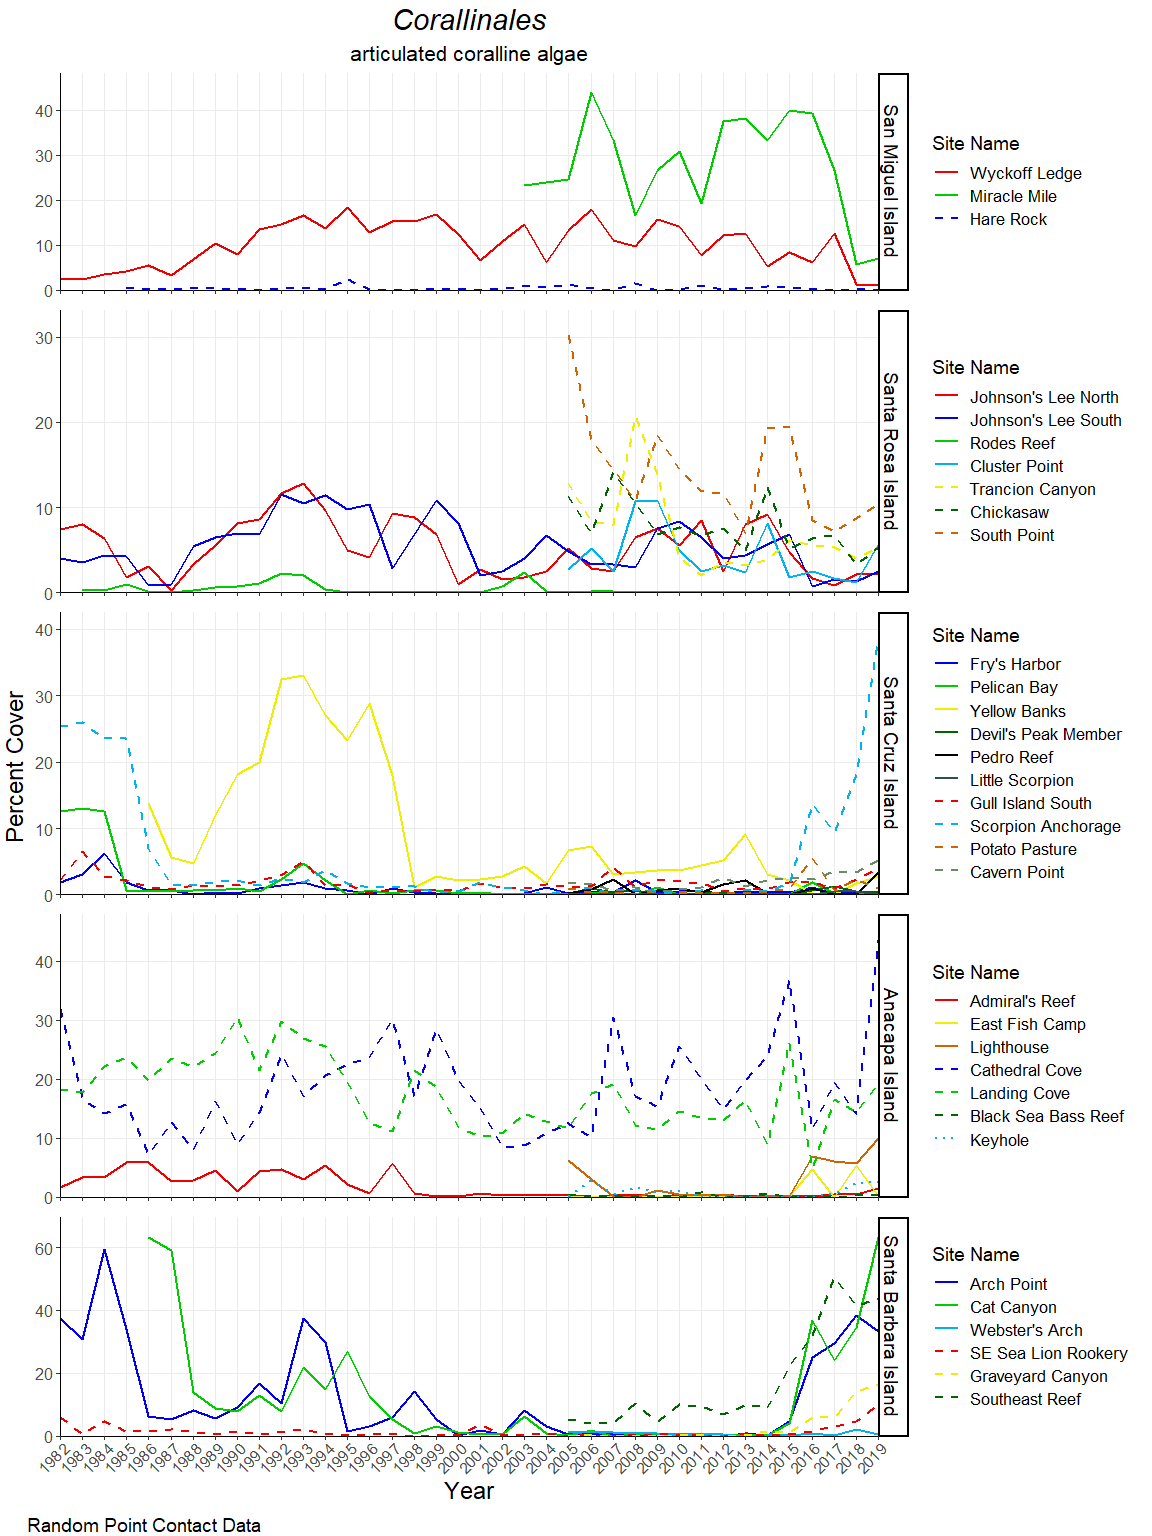 Corallinales
articulated coralline algae
Percent Cover
40
30
20
10
0
San Miguel Island
Site Name
Wyckoff Ledge
Miracle Mile
Hare Rock
30
20
10
0
Santa Rosa Island
Site Name
Johnson's Lee North
Johnson's Lee South
Rodes Reef
Cluster Point
Trancion Canyon
Chickasaw
South Point
40
30
20
10
0
Santa Cruz Island
Site Name
Fry's Harbor
Pelican Bay
Yellow Banks
Devil's Peak Member
Pedro Reef
Little Scorpion
Gull Island South
Scorpion Anchorage
Potato Pasture
Cavern Point
40
30
20
10
0
Anacapa Island
Site Name
Admiral's Reef
East Fish Camp
Lighthouse
Cathedral Cove
Landing Cove
Black Sea Bass Reef
Keyhole
60
40
20
0
Santa Barbara Island
Site Name
Arch Point
Cat Canyon
Webster's Arch
SE Sea Lion Rookery
Graveyard Canyon
Southeast Reef
1982 1983 1984 1985 1986 1987 1988 1989 1990 1991 1992 1993 1994 1995 1996 1997 1998 1999 2000 2001 2002 2003 2004 2005 2006 2007 2008 2009 2010 2011 2012 2013 2014 2015 2016 2017 2018 2019
Year
Random Point Contact Data